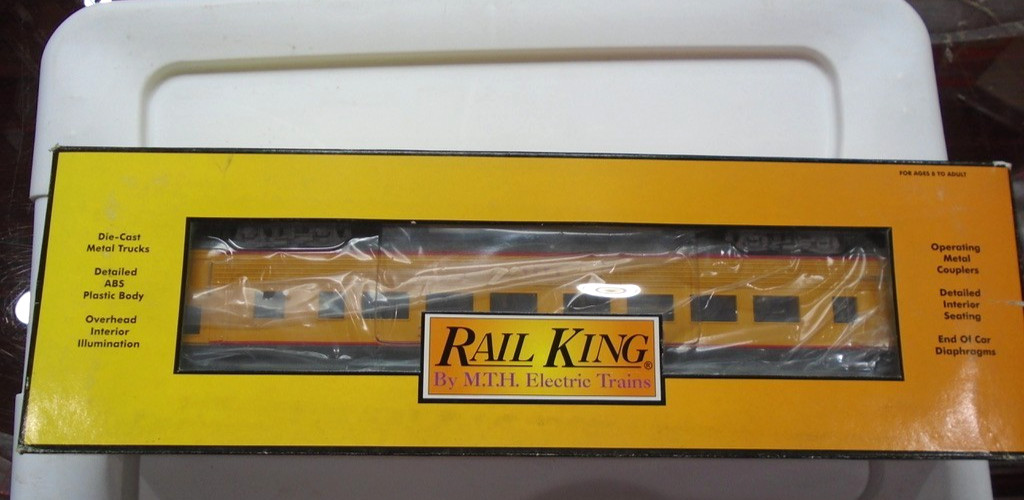 FOR AGES 8 TO ADULT
Die-Cast
Metal Trucks
Detailed
ABS
Plastic Body
Overhead
Interior
Illumination
Operating
Metal
Couplers
Detailed
Interior
Seating
End Of Car
Diaphragms
RAIL KING®
By M.T.H. Electric Trains